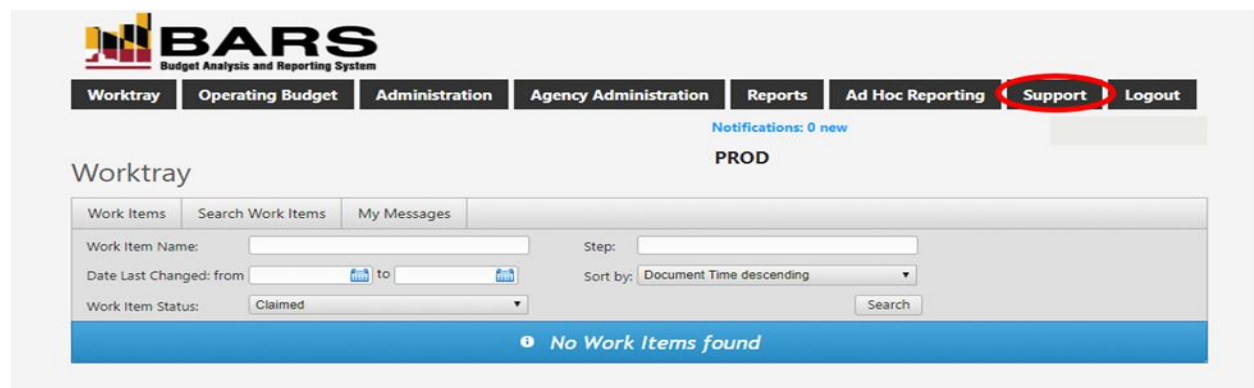 BARS
Budget Analysis and Reporting System
Worktray Operating Budget Administration Agency Administration Reports Ad Hoc Reporting Support Logout
Notifications: 0 new
PROD
Worktray
Work Items Search Work Items My Messages
Work Item Name: Step:
Date Last Changed: from to Sort by: Document Time descending
Work Item Status: Claimed Search
No Work Items found